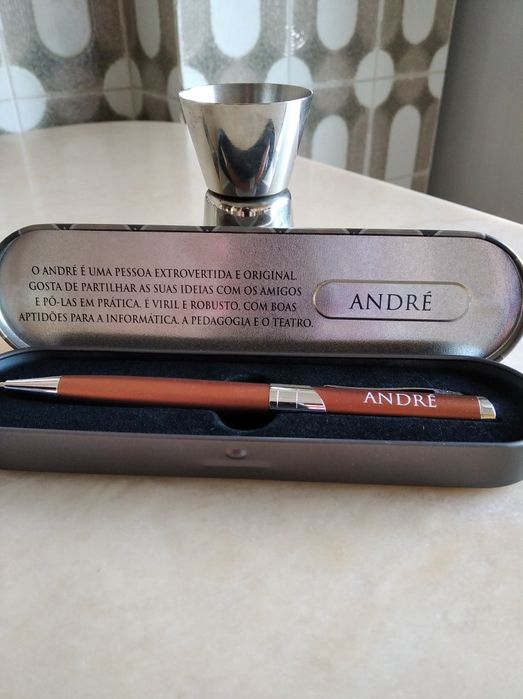 O ANDRÉ É UMA PESSOA EXTROVERTIDA E ORIGINAL.
GOSTA DE PARTILHAR AS SUAS IDEIAS COM OS AMIGOS
E PÔ-LAS EM PRÁTICA. É VIRIL E ROBUSTO, COM BOAS
APTIDÕES PARA A INFORMÁTICA, A PEDAGOGIA E O TEATRO.
ANDRÉ
ANDRÉ